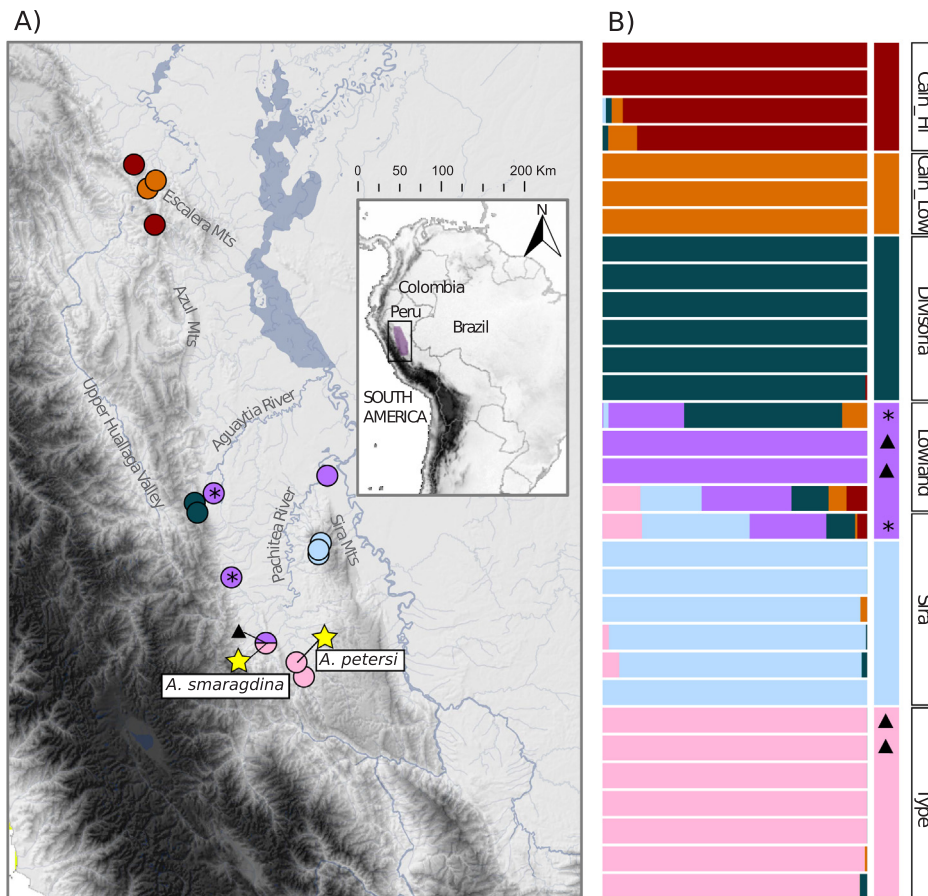 A)
B)
0 50 100 200 Km
N
Escalera Mts
Azul Mts
Upper Huallaga Valley
Aguaytia River
Pachitea River
Sira Mts
Colombia
Peru
Brazil
SOUTH
AMERICA
*
*
A. petersi
A. smaragdina
Cain_Hi
Cain_Low
Divisoria
*
Lowland
*
Sira
Type